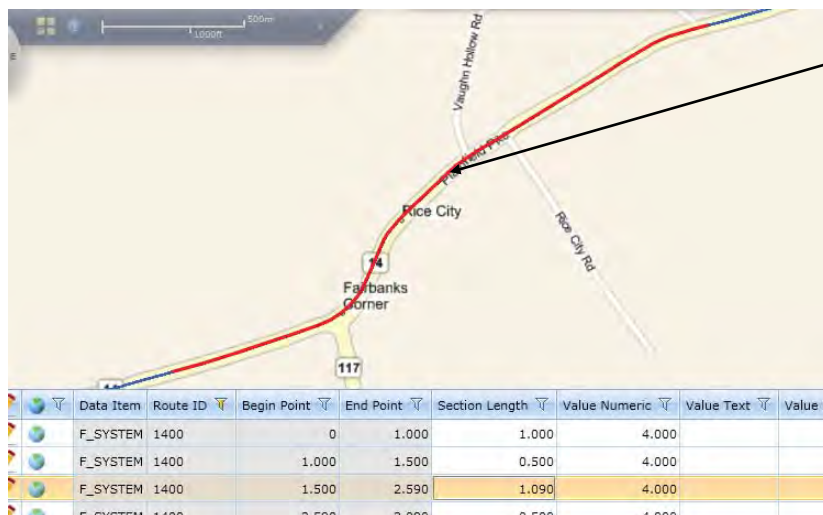 500m
1000ft
Vaughn Hollow Rd
Plainfield Pike
Rice City
Rice City Rd
14
Fairbanks
Corner
117
Data Item Route ID Begin Point End Point Section Length Value Numeric Value Text Value
F_SYSTEM 1400 0 1.000 1.000 4.000
F_SYSTEM 1400 1.000 1.500 0.500 4.000
F_SYSTEM 1400 1.500 2.590 1.090 4.000